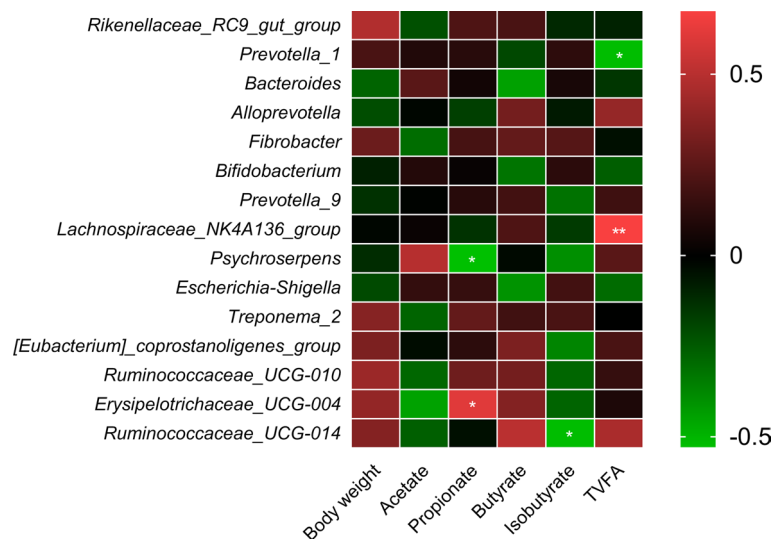 Rikenellaceae_RC9_gut_group
Prevotella_1
*
Bacteroides
Alloprevotella
Fibrobacter
Bifidobacterium
Prevotella_9
Lachnospiraceae_NK4A136_group
**
Psychroserpens
*
Escherichia-Shigella
Treponema_2
[Eubacterium]_coprostanoligenes_group
Ruminococcaceae_UCG-010
Erysipelotrichaceae_UCG-004
*
Ruminococcaceae_UCG-014
*
Body weight
Acetate
Propionate
Butyrate
Isobutyrate
TVFA
0.5
0
-0.5